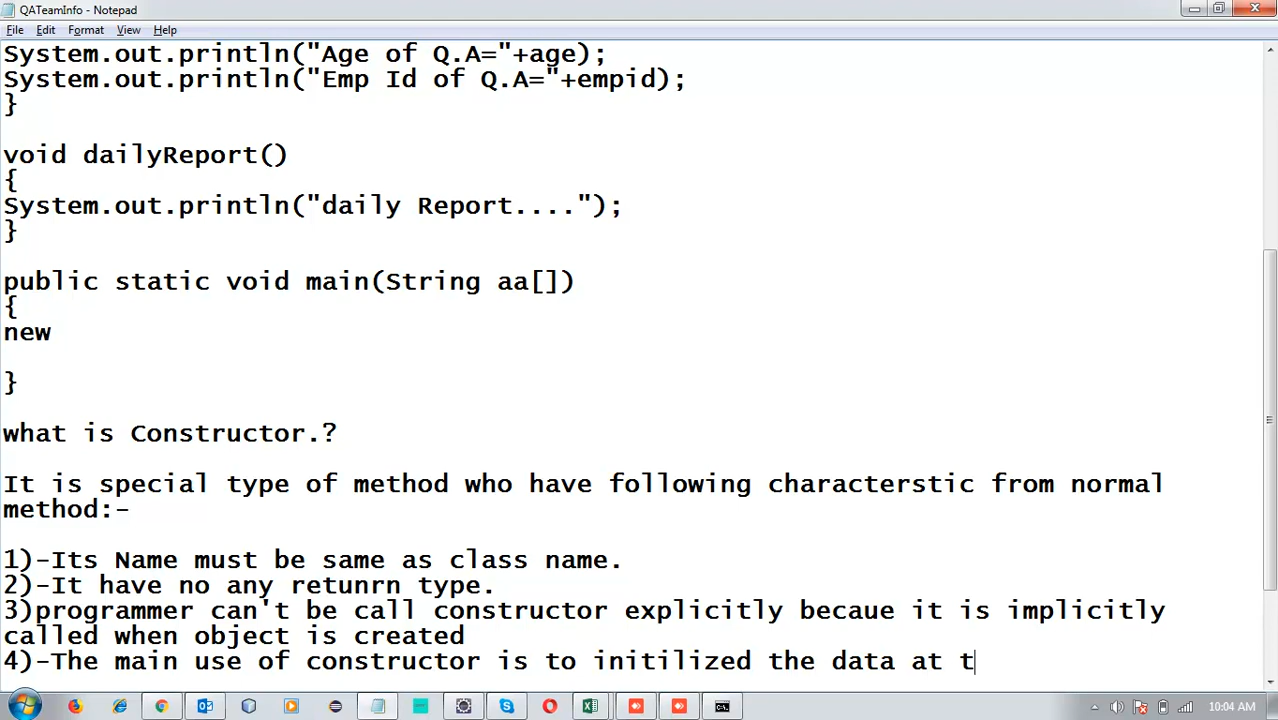 QATeamInfo - Notepad
File Edit Format View Help
System.out.println("Age of Q.A="+age);
System.out.println("Emp Id of Q.A="+empid);
}
void dailyReport()
{
System.out.println("daily Report....");
}
public static void main(String aa[])
{
new
}
what is Constructor.?
It is special type of method who have following characterstic from normal
method:-
1)-Its Name must be same as class name.
2)-It have no any retunrn type.
3)programmer can't be call constructor explicitly becaue it is implicitly
called when object is created
4)-The main use of constructor is to initilized the data at t
10:04 AM